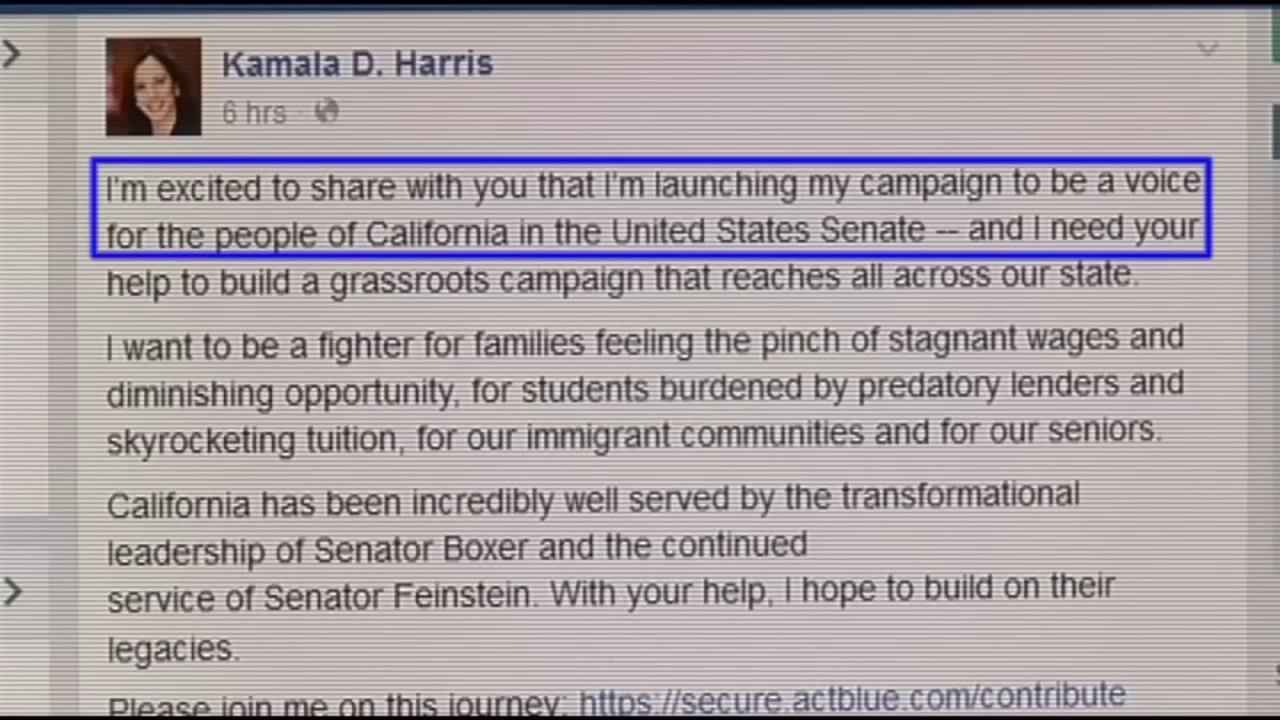 Kamala D. Harris
6 hrs ·
I'm excited to share with you that I'm launching my campaign to be a voice
for the people of California in the United States Senate -- and I need your
help to build a grassroots campaign that reaches all across our state.
I want to be a fighter for families feeling the pinch of stagnant wages and
diminishing opportunity, for students burdened by predatory lenders and
skyrocketing tuition, for our immigrant communities and for our seniors.
California has been incredibly well served by the transformational
leadership of Senator Boxer and the continued
service of Senator Feinstein. With your help, I hope to build on their
legacies.
Please join me on this journey: https://secure.actblue.com/contribute